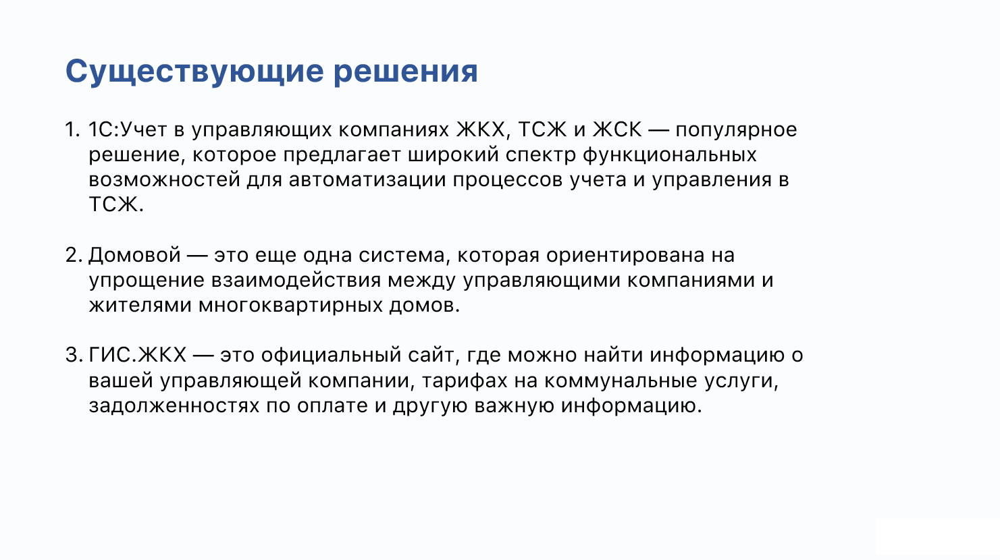 Существующие решения
1. 1С:Учет в управляющих компаниях ЖКХ, ТСЖ и ЖСК — популярное
решение, которое предлагает широкий спектр функциональных
возможностей для автоматизации процессов учета и управления в
ТСЖ.
2. Домовой — это еще одна система, которая ориентирована на
упрощение взаимодействия между управляющими компаниями и
жителями многоквартирных домов.
3. ГИС.ЖКХ — это официальный сайт, где можно найти информацию о
вашей управляющей компании, тарифах на коммунальные услуги,
задолженностях по оплате и другую важную информацию.